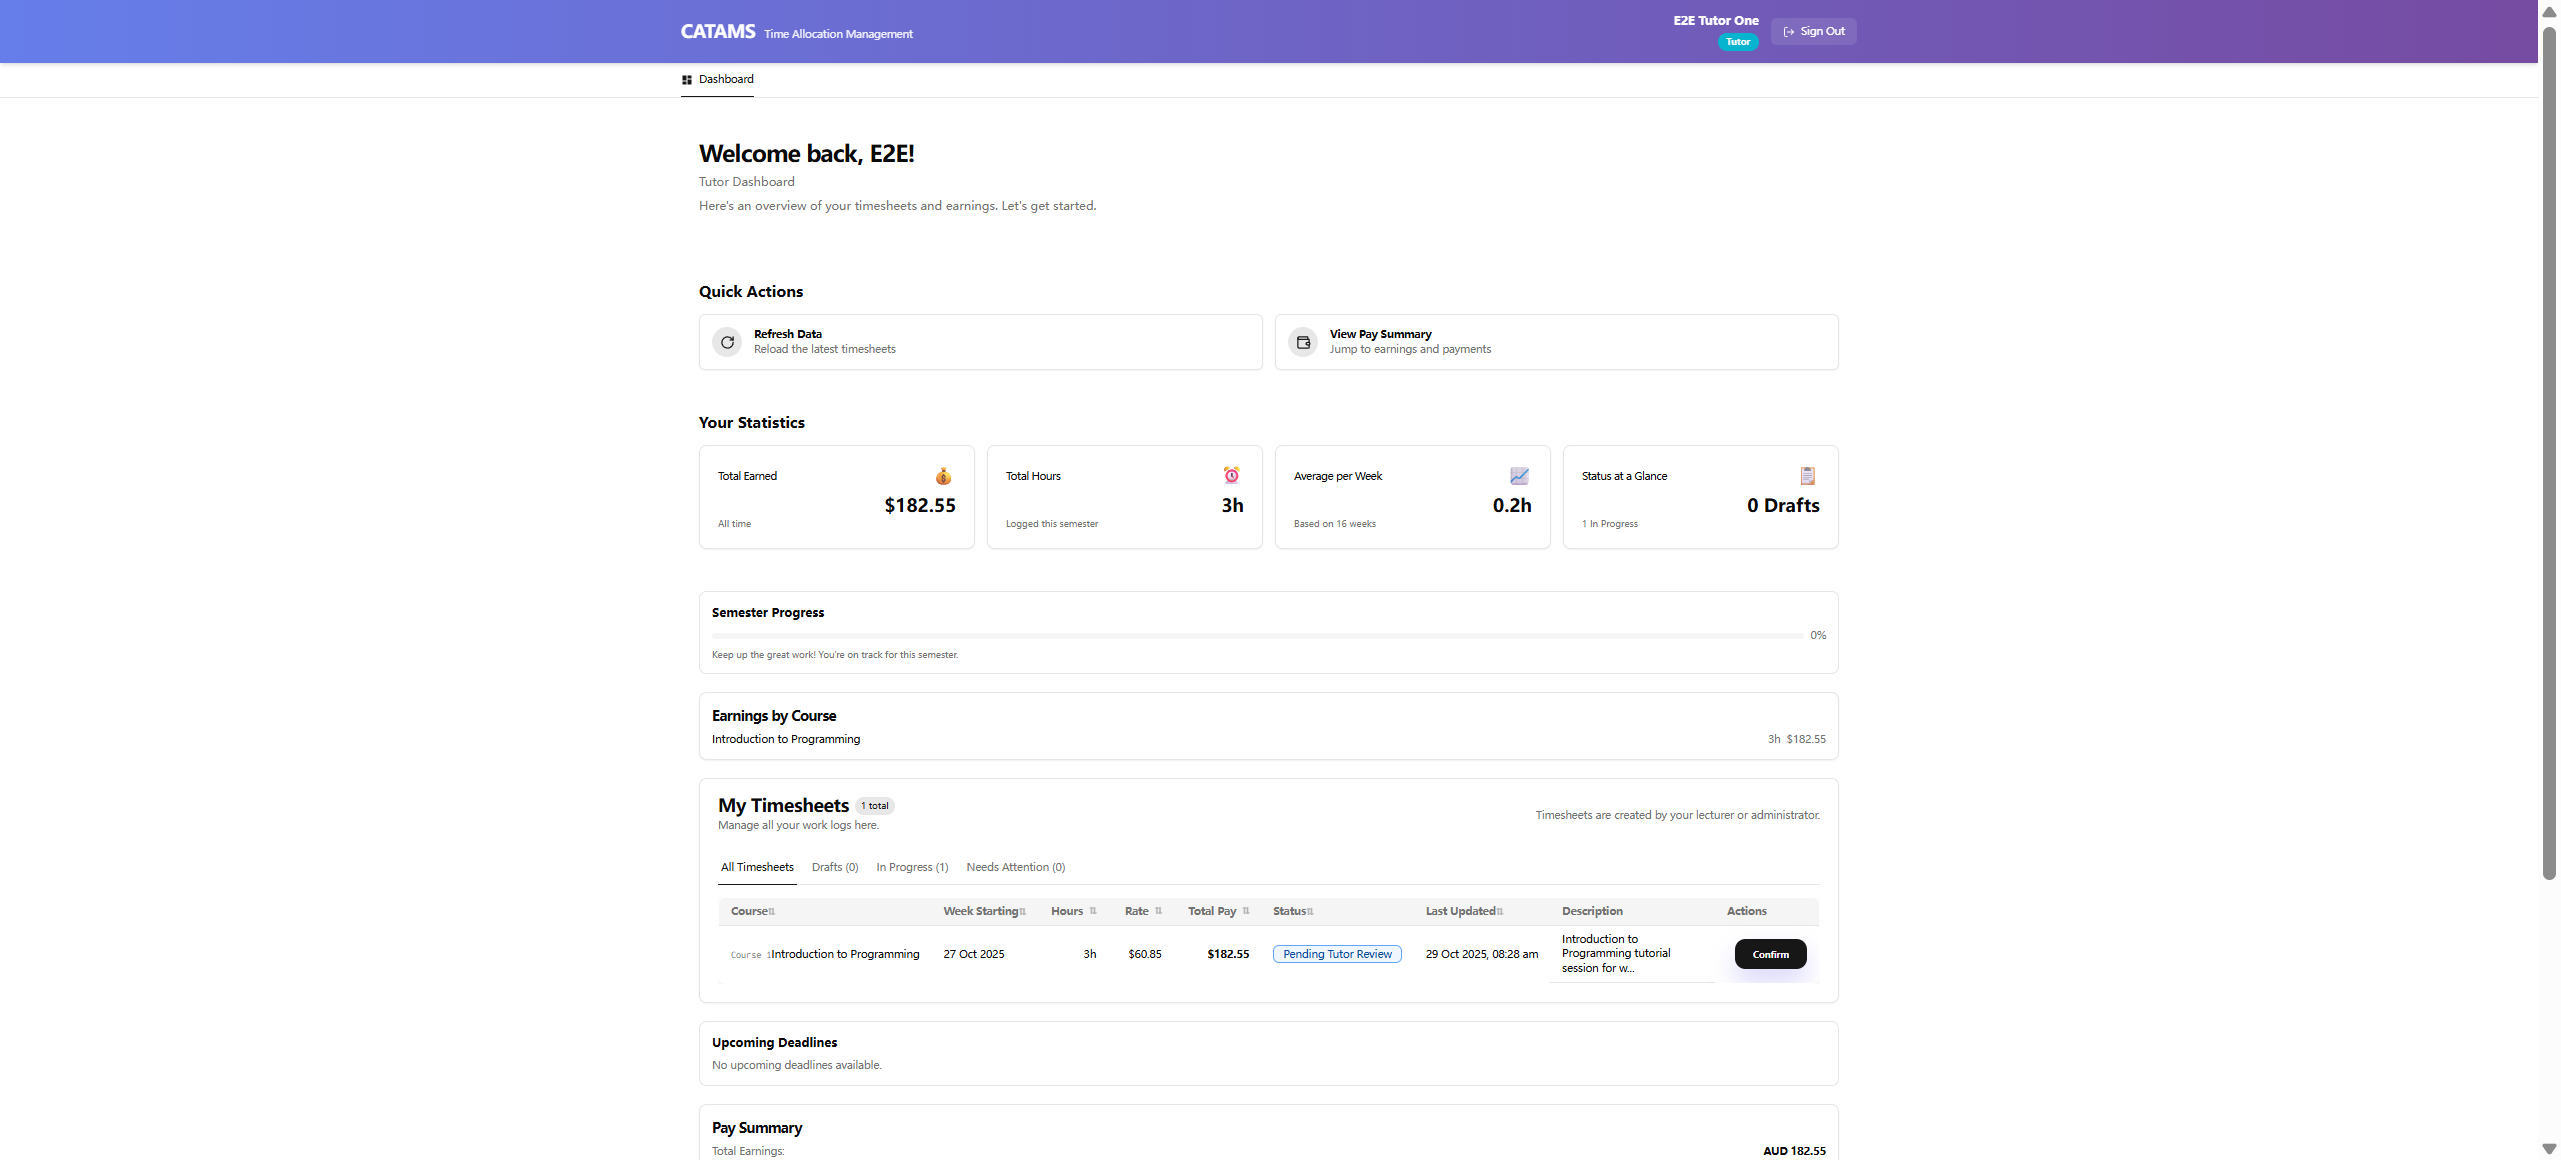 CATAMS Time Allocation Management
E2E Tutor One
Tutor
Sign Out
Dashboard
Welcome back, E2E!
Tutor Dashboard
Here's an overview of your timesheets and earnings. Let's get started.
Quick Actions
Refresh Data
Reload the latest timesheets
View Pay Summary
Jump to earnings and payments
Your Statistics
Total Earned
$182.55
All time
Total Hours
3h
Logged this semester
Average per Week
0.2h
Based on 16 weeks
Status at a Glance
0 Drafts
1 In Progress
Semester Progress
0%
Keep up the great work! You're on track for this semester.
Earnings by Course
Introduction to Programming 3h $182.55
My Timesheets 1 total
Manage all your work logs here.
Timesheets are created by your lecturer or administrator.
All Timesheets Drafts (0) In Progress (1) Needs Attention (0)
Course Week Starting Hours Rate Total Pay Status Last Updated Description Actions
Course 1Introduction to Programming 27 Oct 2025 3h $60.85 $182.55 Pending Tutor Review 29 Oct 2025, 08:28 am
Introduction to
Programming tutorial
session for w...
Confirm
Upcoming Deadlines
No upcoming deadlines available.
Pay Summary
Total Earnings: AUD 182.55